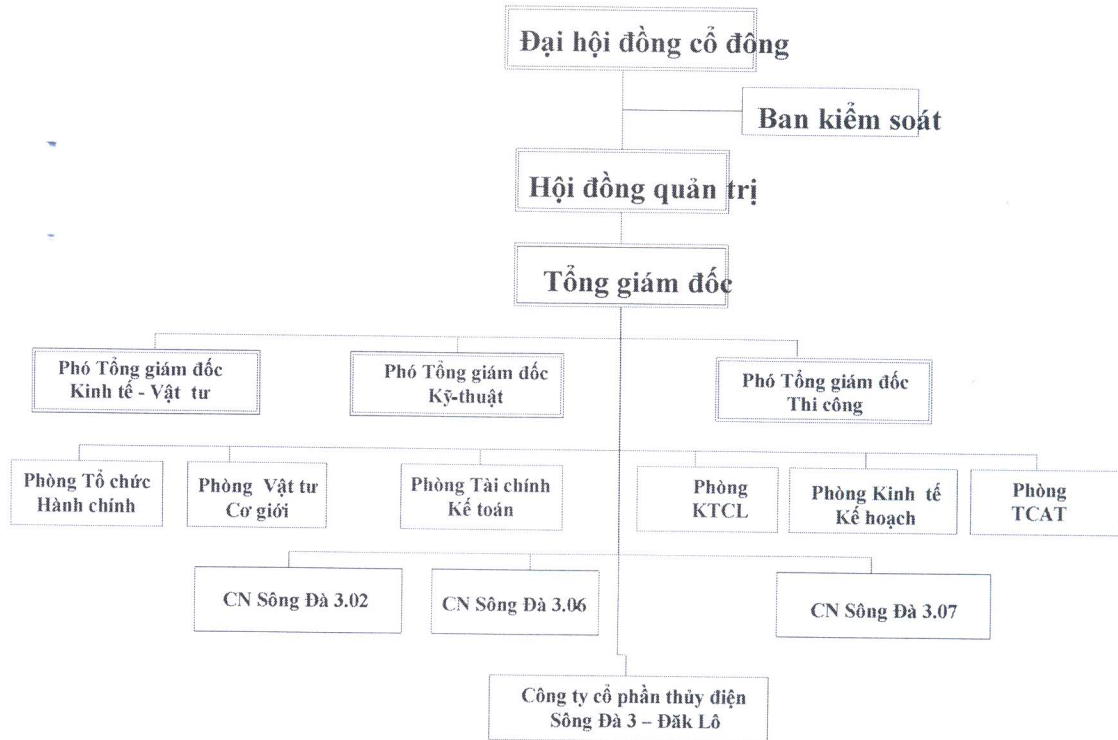 Đại hội đồng cổ đông
Ban kiểm soát
Hội đồng quản trị
Tổng giám đốc
Phó Tổng giám đốc
Kinh tế - Vật tư
Phó Tổng giám đốc
Kỹ-thuật
Phó Tổng giám đốc
Thi công
Phòng Tổ chức
Hành chính
Phòng Vật tư
Cơ giới
Phòng Tài chính
Kế toán
Phòng
KTCL
Phòng Kinh tế
Kế hoạch
Phòng
TCAT
CN Sông Đà 3.02
CN Sông Đà 3.06
CN Sông Đà 3.07
Công ty cổ phần thủy điện
Sông Đà 3 – Đăk Lô